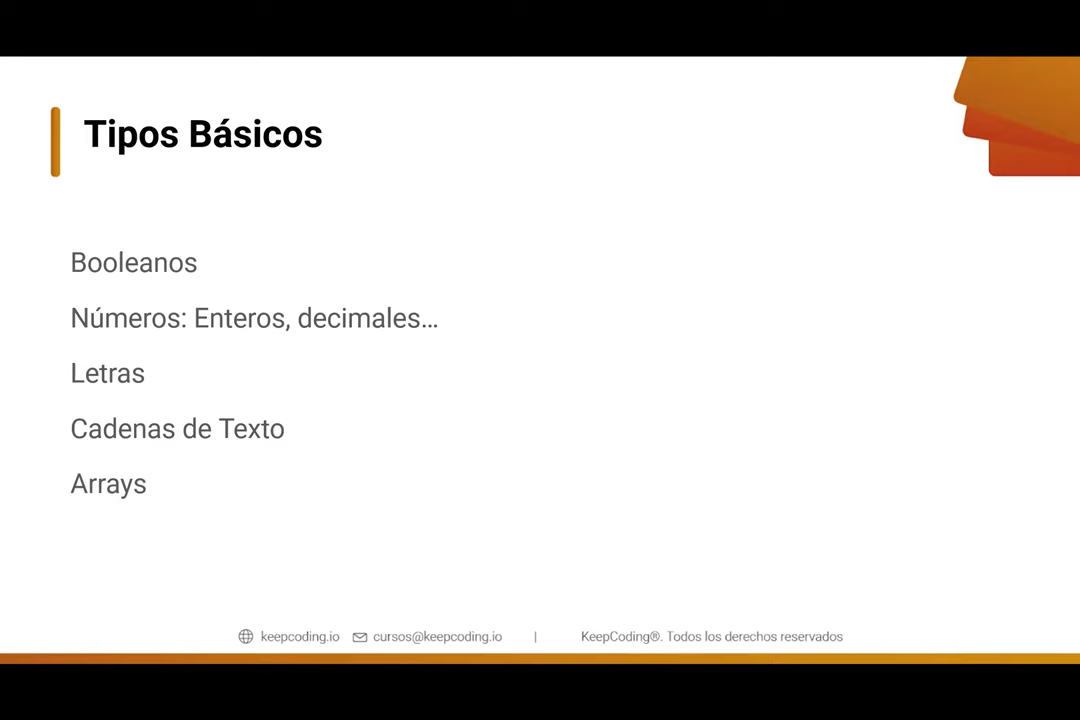 Tipos Básicos
Booleanos
Números: Enteros, decimales…
Letras
Cadenas de Texto
Arrays
keepcoding.io cursos@keepcoding.io | KeepCoding®. Todos los derechos reservados